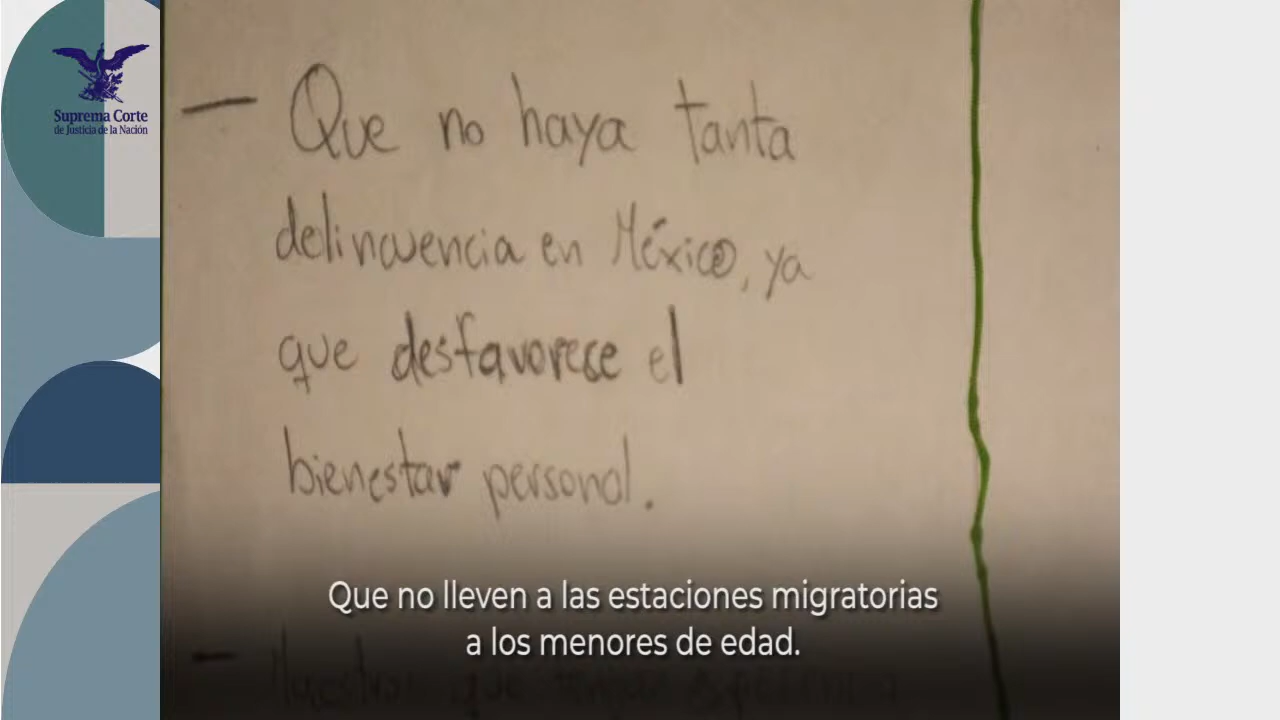 Suprema Corte
de Justicia de la Nación
– Que no haya tanta
delincuencia en México, ya
que desfavorese el
bienestar personal.
Que no lleven a las estaciones migratorias
a los menores de edad.